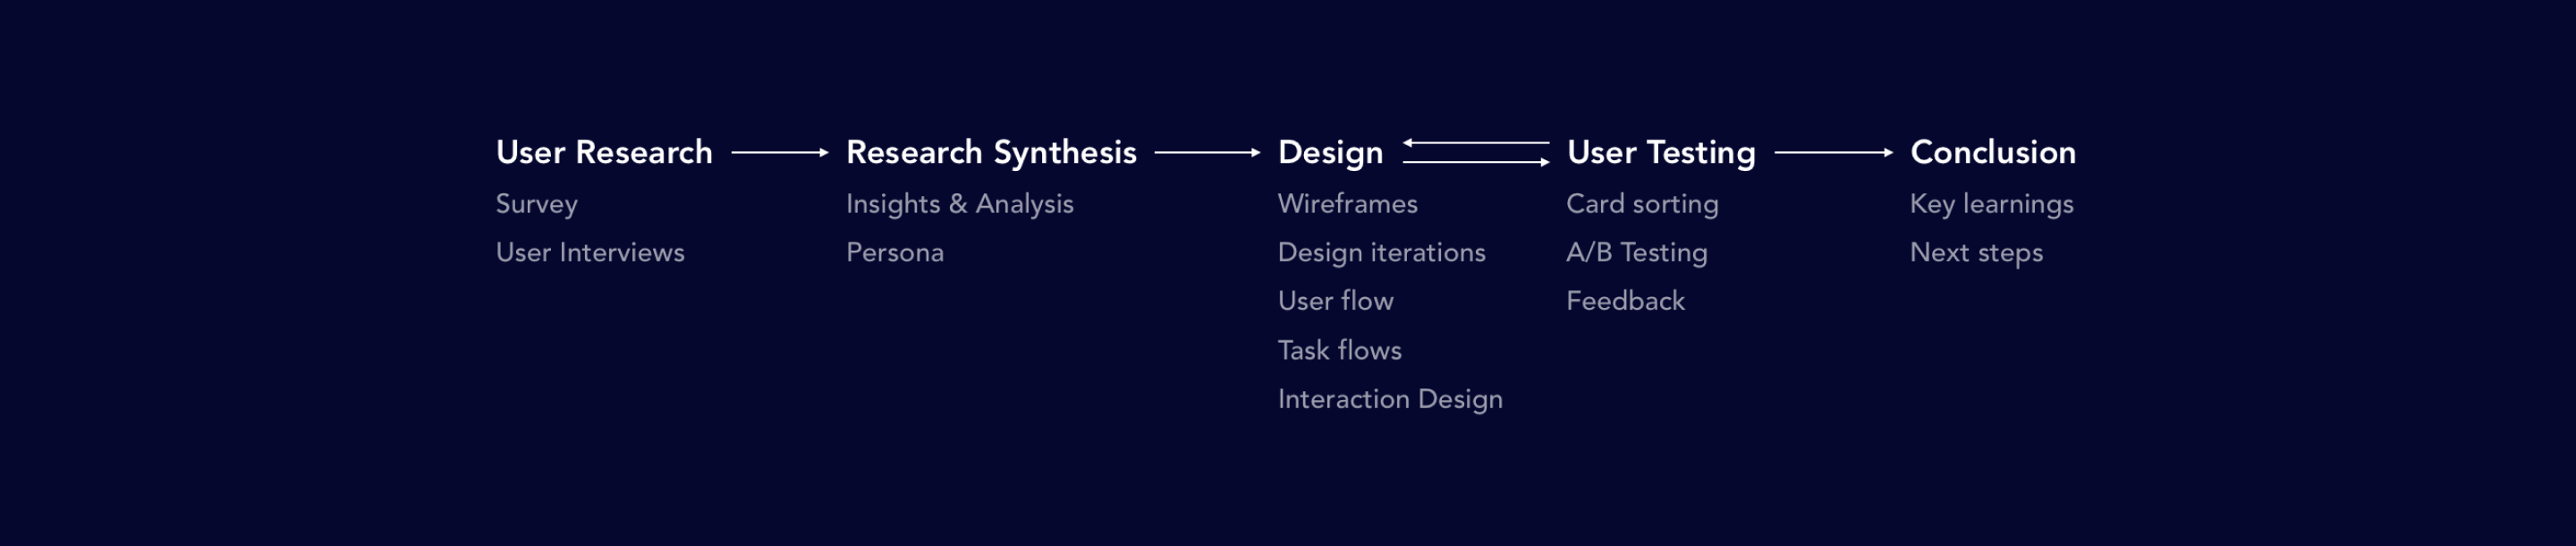 User Research
Survey
User Interviews
Research Synthesis
Insights & Analysis
Persona
Design
Wireframes
Design iterations
User flow
Task flows
Interaction Design
User Testing
Card sorting
A/B Testing
Feedback
Conclusion
Key learnings
Next steps